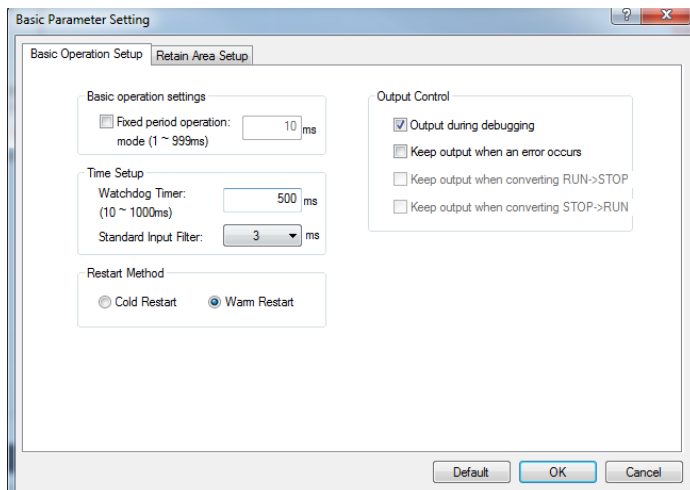 Basic Parameter Setting
?
X
Basic Operation Setup
Retain Area Setup
Basic operation settings
Fixed period operation:
mode (1 ~ 999ms)
10 ms
Time Setup
Watchdog Timer:
(10 ~ 1000ms)
500 ms
Standard Input Filter:
3 ms
Restart Method
Cold Restart
Warm Restart
Output Control
Output during debugging
Keep output when an error occurs
Keep output when converting RUN->STOP
Keep output when converting STOP->RUN
Default
OK
Cancel